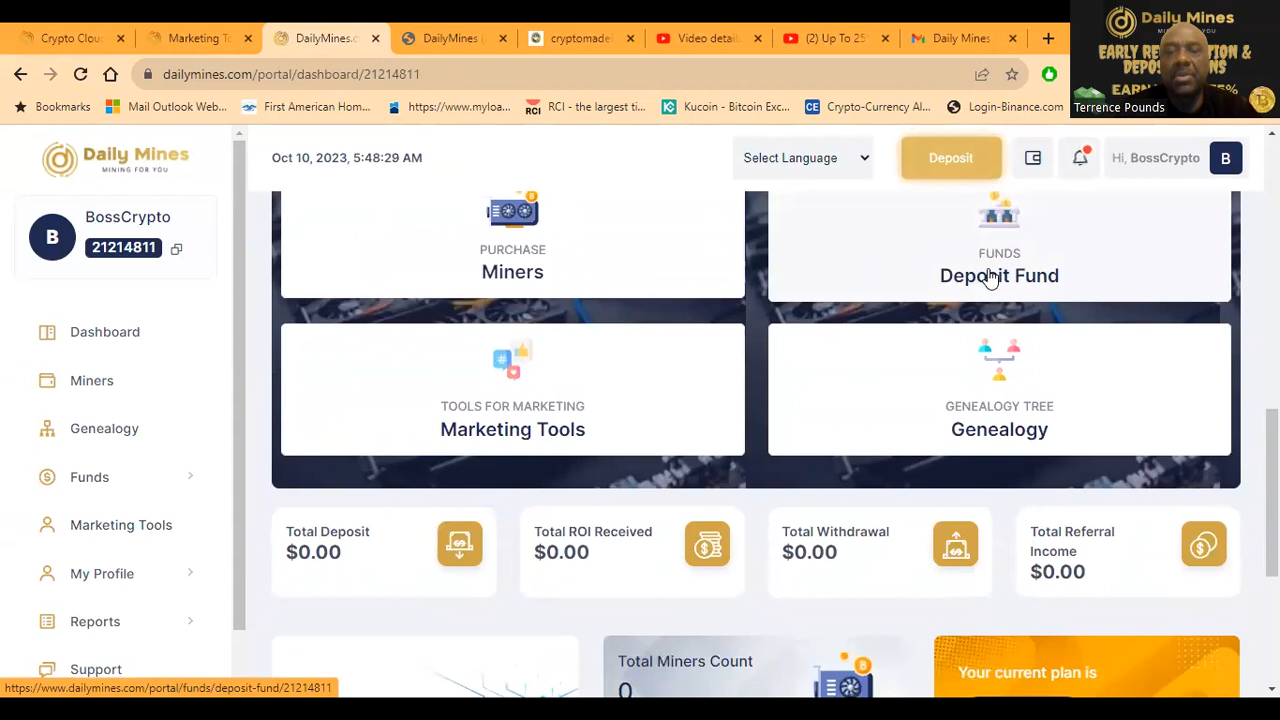 Crypto Clou
Marketing To
DailyMines.c
DailyMines (
cryptomadei
Video detai
(2) Up To 25
Daily Mines
dailymines.com/portal/dashboard/21214811
Bookmarks
Mail Outlook Web...
First American Hom...
https://www.myloa...
RCI - the largest ti...
Kucoin - Bitcoin Exc...
Crypto-Currency Al...
Login-Binance.com
Daily Mines
MINING FOR YOU
Terrence Pounds
Daily Mines
MINING FOR YOU
Oct 10, 2023, 5:48:29 AM
Select Language
Deposit
Hi, BossCrypto
B
B
BossCrypto
21214811
Dashboard
Miners
Genealogy
Funds
Marketing Tools
My Profile
Reports
Support
PURCHASE
Miners
FUNDS
Deposit Fund
TOOLS FOR MARKETING
Marketing Tools
GENEALOGY TREE
Genealogy
Total Deposit
$0.00
Total ROI Received
$0.00
Total Withdrawal
$0.00
Total Referral
Income
$0.00
Total Miners Count
0
Your current plan is
https://www.dailymines.com/portal/funds/deposit-fund/21214811